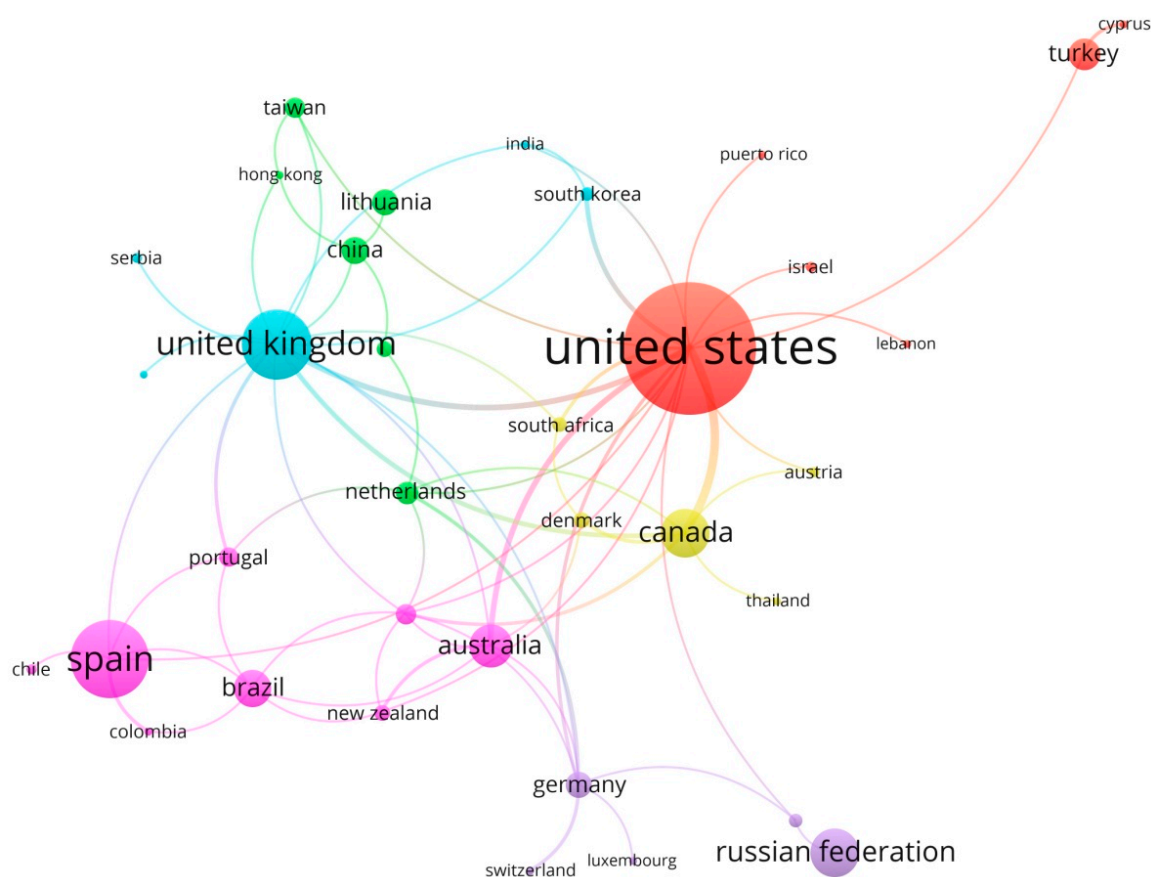 cyprus
turkey
taiwan
india
puerto rico
hong kong
south korea
lithuania
china
serbia
israel
united kingdom
united states
lebanon
south africa
austria
netherlands
denmark
canada
portugal
thailand
australia
spain
chile
brazil
new zealand
colombia
germany
russian federation
luxembourg
switzerland